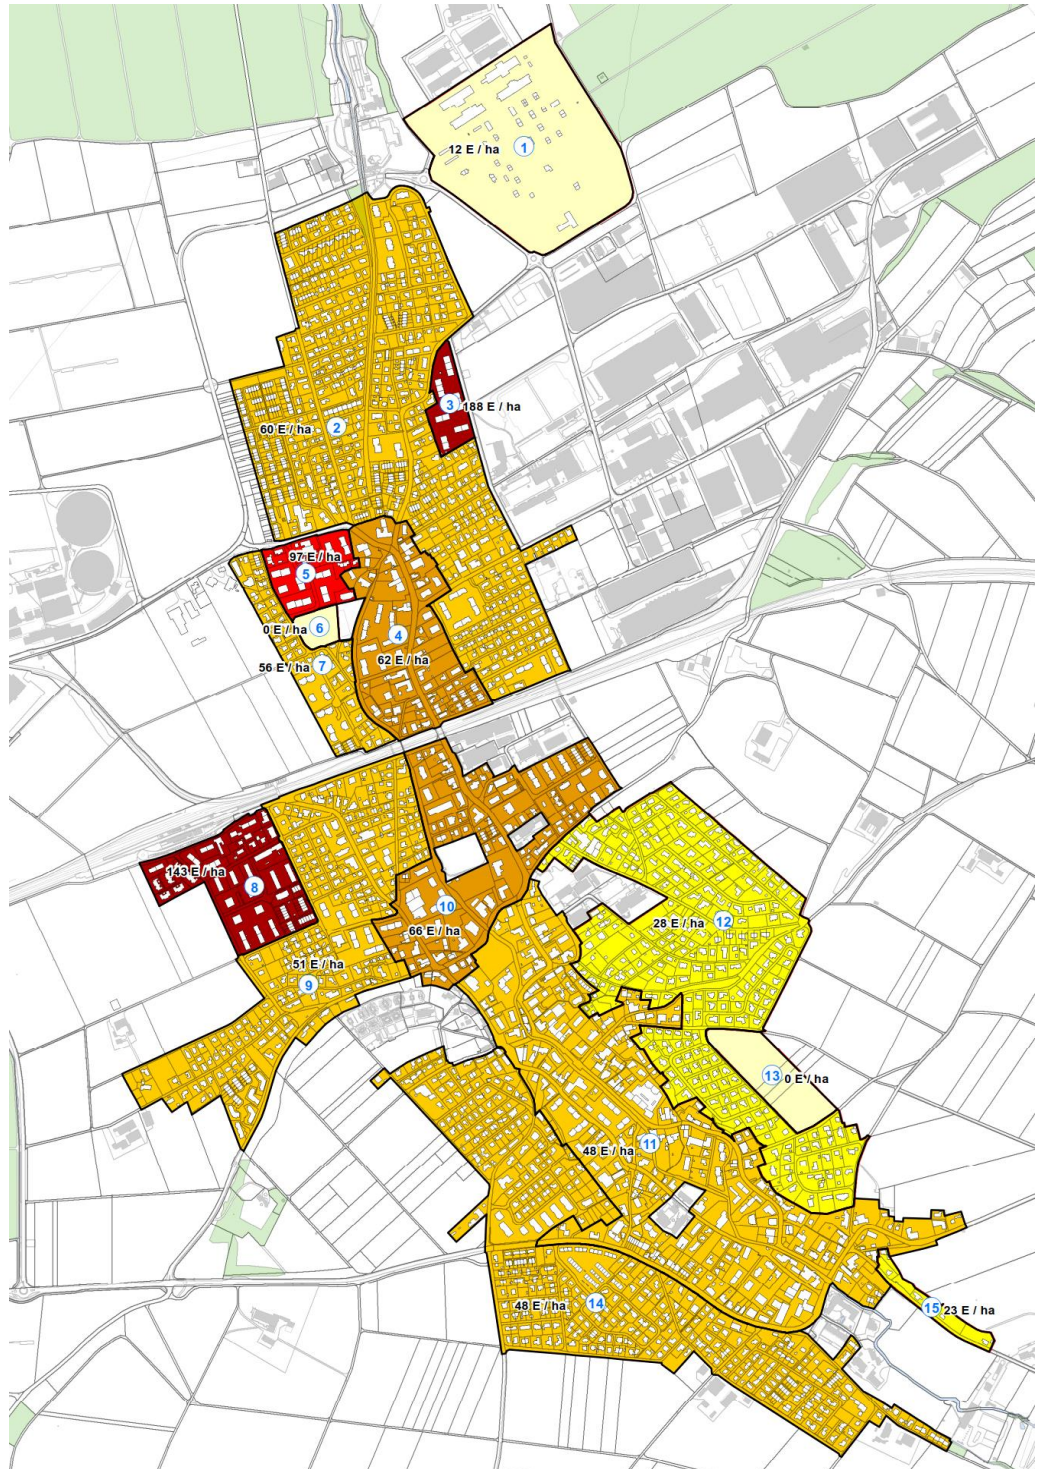 12 E / ha
1
3
188 E / ha
60 E / ha
2
97 E / ha
5
0 E / ha
6
4
56 E / ha
7
62 E / ha
143 E / ha
8
10
66 E / ha
28 E / ha
12
51 E / ha
9
13
0 E / ha
48 E / ha
11
48 E / ha
14
15
23 E / ha